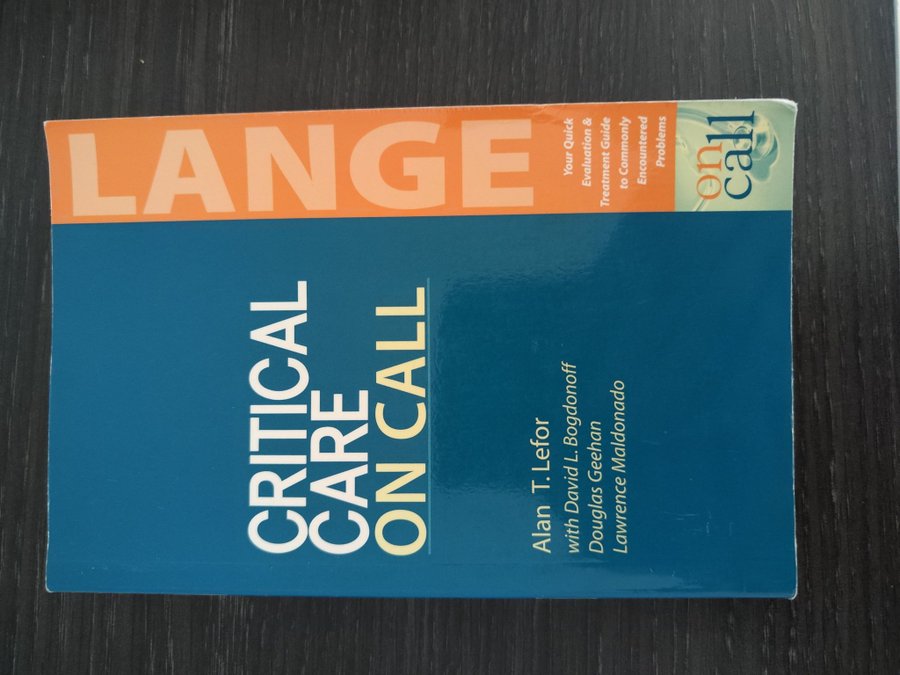 LANGE
Your Quick
Evaluation &
Treatment Guide
to Commonly
Encountered
Problems
on
call
CRITICAL
CARE
ON CALL
Alan T. Lefor
with David L. Bogdonoff
Douglas Geehan
Lawrence Maldonado